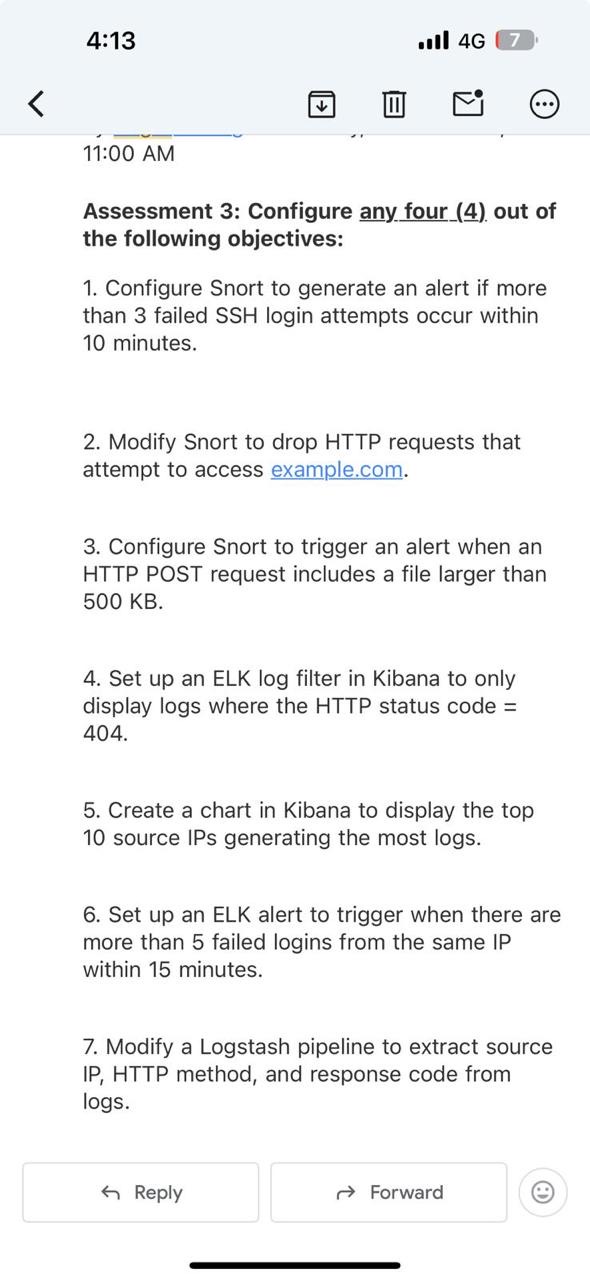 4:13
4G 7
11:00 AM
Assessment 3: Configure any four (4) out of
the following objectives:
1. Configure Snort to generate an alert if more
than 3 failed SSH login attempts occur within
10 minutes.
2. Modify Snort to drop HTTP requests that
attempt to access example.com.
3. Configure Snort to trigger an alert when an
HTTP POST request includes a file larger than
500 KB.
4. Set up an ELK log filter in Kibana to only
display logs where the HTTP status code =
404.
5. Create a chart in Kibana to display the top
10 source IPs generating the most logs.
6. Set up an ELK alert to trigger when there are
more than 5 failed logins from the same IP
within 15 minutes.
7. Modify a Logstash pipeline to extract source
IP, HTTP method, and response code from
logs.
Reply Forward